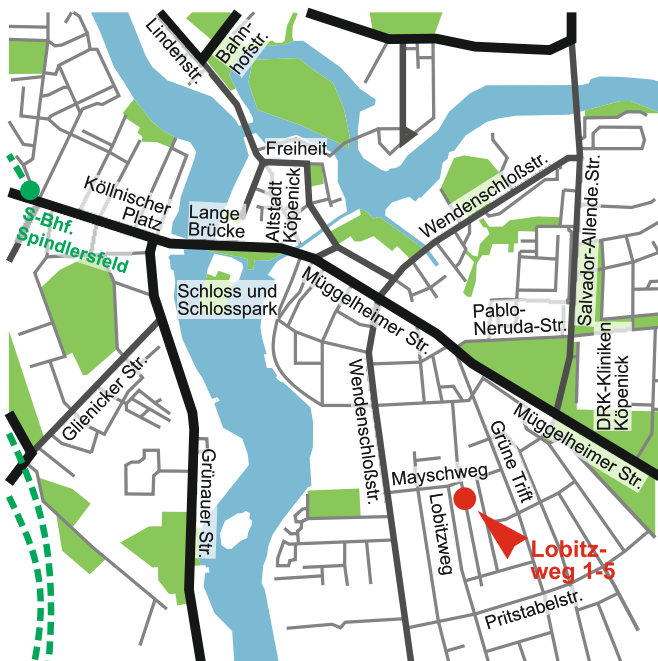 Lindenstr.
Bahn-
hofstr.
Freiheit
Köllnischer
Platz
Lange
Brücke
Altstadt
Köpenick
Wendenschloßstr.
S-Bhf.
Spindlersfeld
Schloss und
Schlosspark
Müggelheimer Str.
Pablo-
Neruda-Str.
Salvador-Allende.Str.
DRK-Kliniken
Köpenick
Glienicker Str.
Wendenschloßstr.
Müggelheimer Str.
Grünauer Str.
Mayschweg
Lobitzweg
Grüne Trift
Lobitz-
weg 1-5
Pritstabelstr.